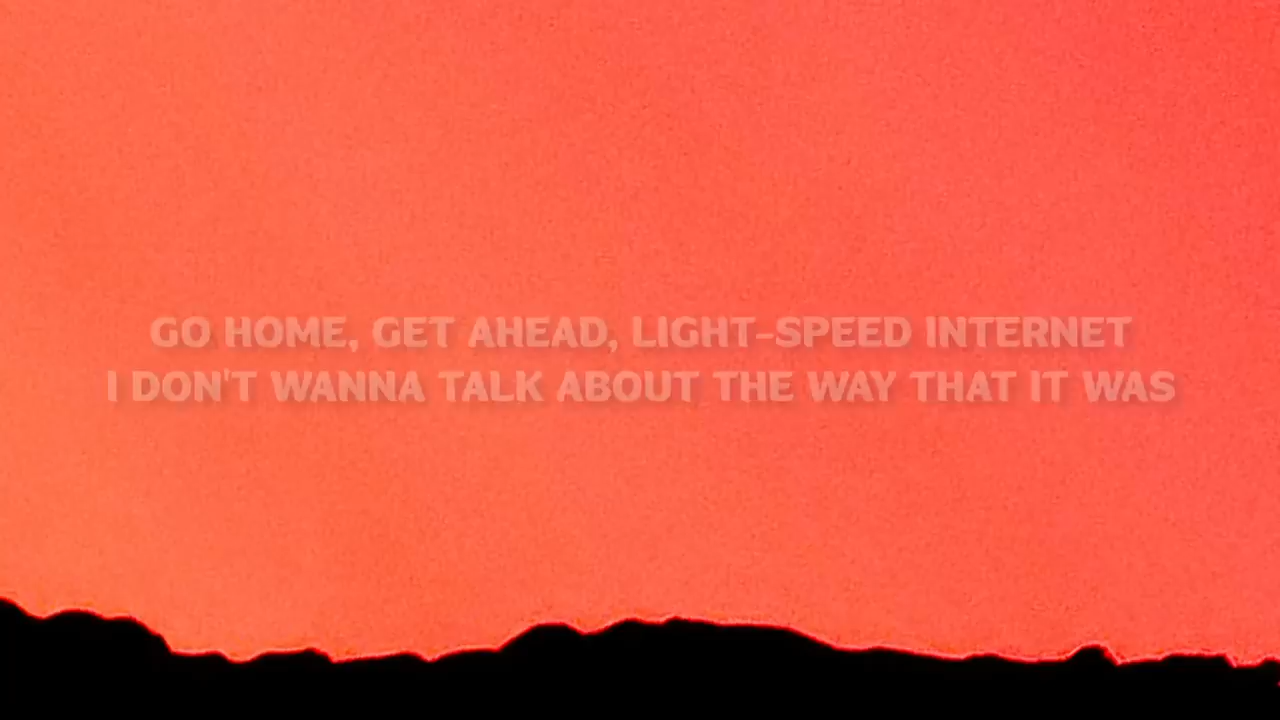 GO HOME, GET AHEAD, LIGHT-SPEED INTERNET
I DON'T WANNA TALK ABOUT THE WAY THAT IT WAS